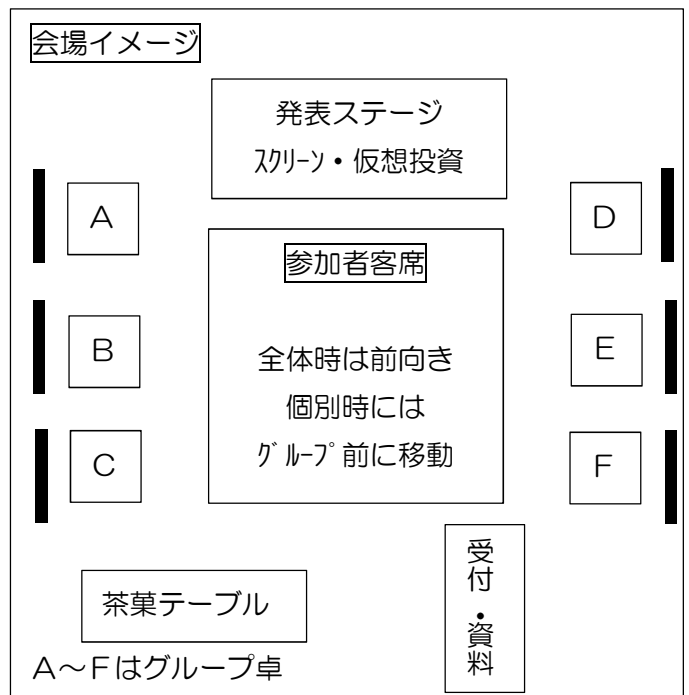 会場イメージ
発表ステージ
ｽｸﾘｰﾝ・仮想投資
A
D
参加者客席
B
全体時は前向き
E
個別時には
C
ｸﾞﾙｰﾌﾟ前に移動
F
受付・資料
茶菓テーブル
A～Fはグループ卓